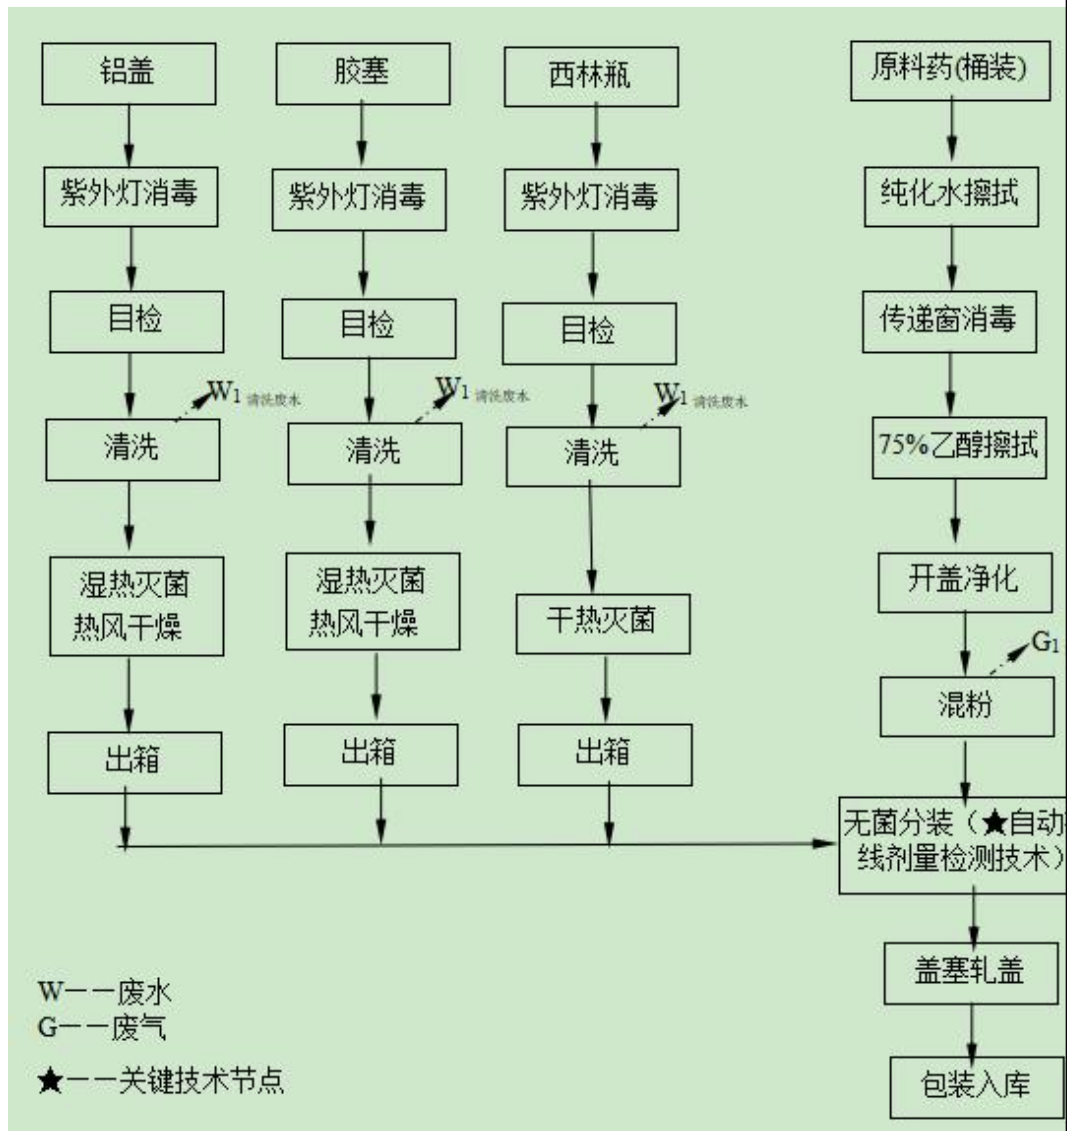 铝盖
胶塞
西林瓶
原料药(桶装)
紫外灯消毒
紫外灯消毒
紫外灯消毒
纯化水擦拭
目检
目检
目检
传递窗消毒
W1 清洗废水
W1 清洗废水
W1 清洗废水
清洗
清洗
清洗
75%乙醇擦拭
湿热灭菌
热风干燥
湿热灭菌
热风干燥
干热灭菌
开盖净化
G1
混粉
出箱
出箱
出箱
无菌分装（★自动
线剂量检测技术）
盖塞轧盖
包装入库
W——废水
G——废气
★——关键技术节点